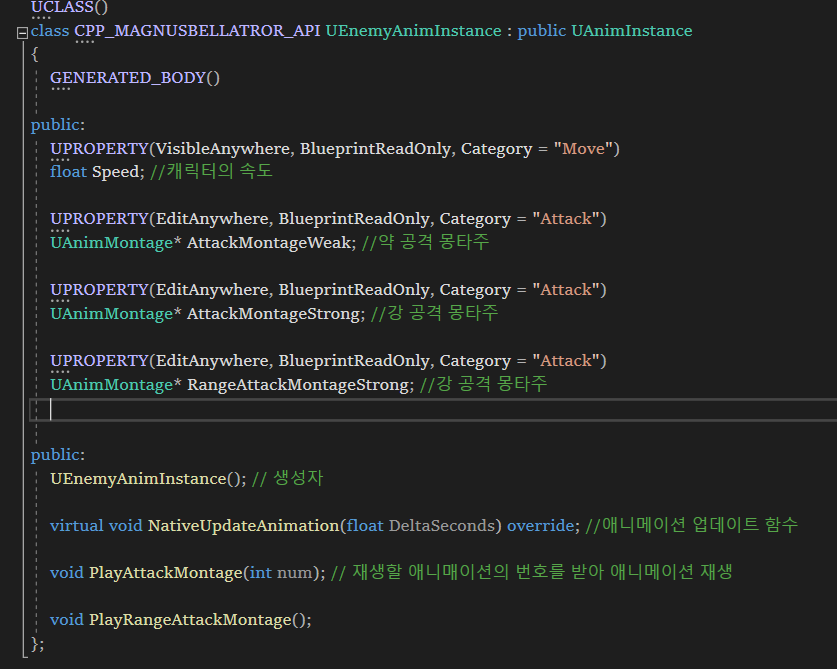 UCLASS()
class CPP_MAGNUSBELLATROR_API UEnemyAnimInstance : public UAnimInstance
{
GENERATED_BODY()
public:
UPROPERTY(VisibleAnywhere, BlueprintReadOnly, Category = "Move")
float Speed; //캐릭터의 속도
UPROPERTY(EditAnywhere, BlueprintReadOnly, Category = "Attack")
UAnimMontage* AttackMontageWeak; //약 공격 몽타주
UPROPERTY(EditAnywhere, BlueprintReadOnly, Category = "Attack")
UAnimMontage* AttackMontageStrong; //강 공격 몽타주
UPROPERTY(EditAnywhere, BlueprintReadOnly, Category = "Attack")
UAnimMontage* RangeAttackMontageStrong; //강 공격 몽타주
public:
UEnemyAnimInstance(); // 생성자
virtual void NativeUpdateAnimation(float DeltaSeconds) override; //애니메이션 업데이트 함수
void PlayAttackMontage(int num); // 재생할 애니매이션의 번호를 받아 애니메이션 재생
void PlayRangeAttackMontage();
};